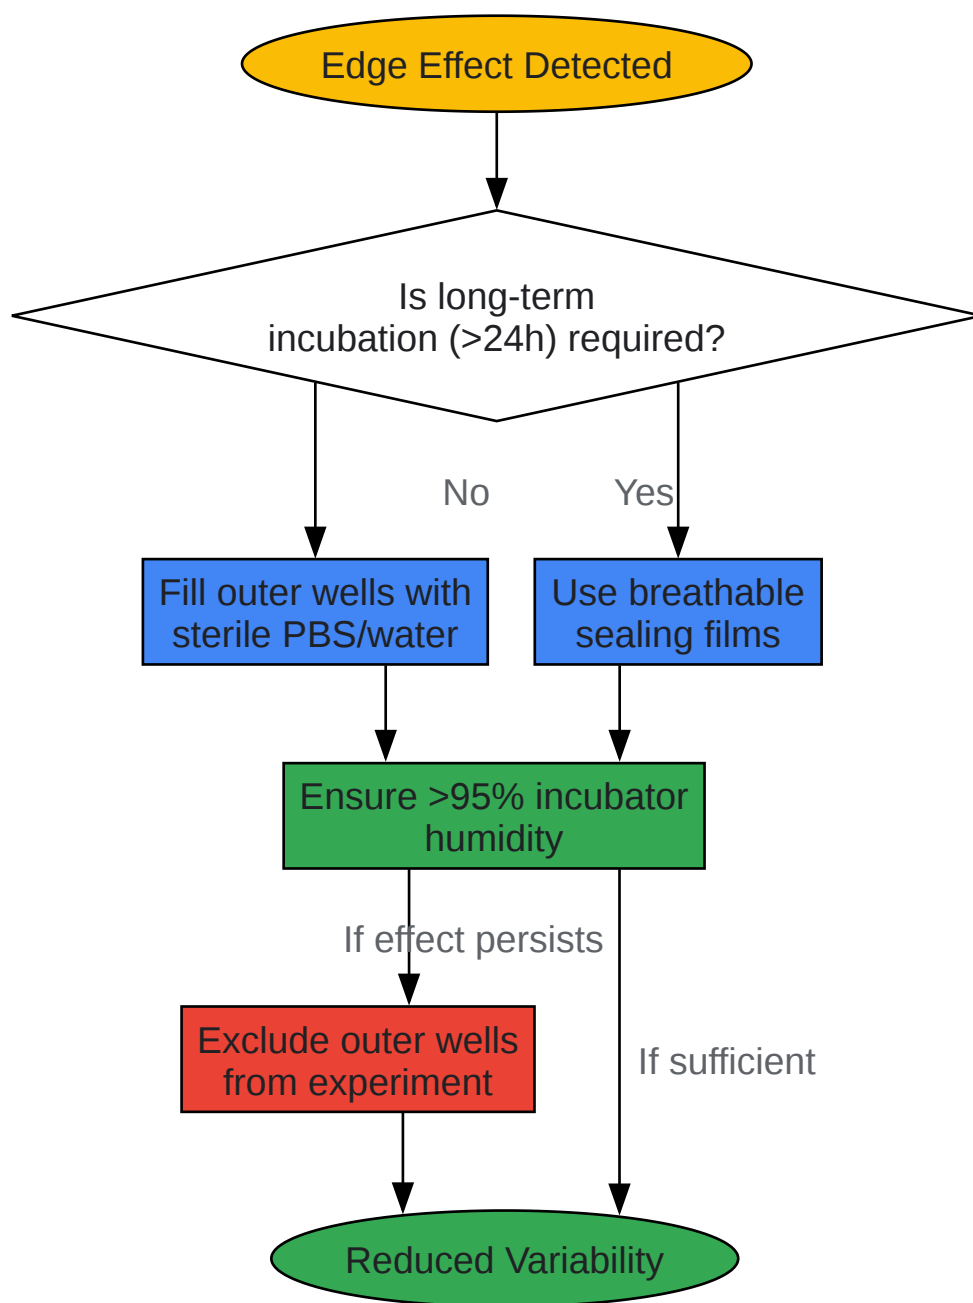 Edge Effect Detected
Is long-term
incubation (>24h) required?
No
Yes
Fill outer wells with
sterile PBS/water
Use breathable
sealing films
Ensure >95% incubator
humidity
If effect persists
Exclude outer wells
from experiment
If sufficient
Reduced Variability